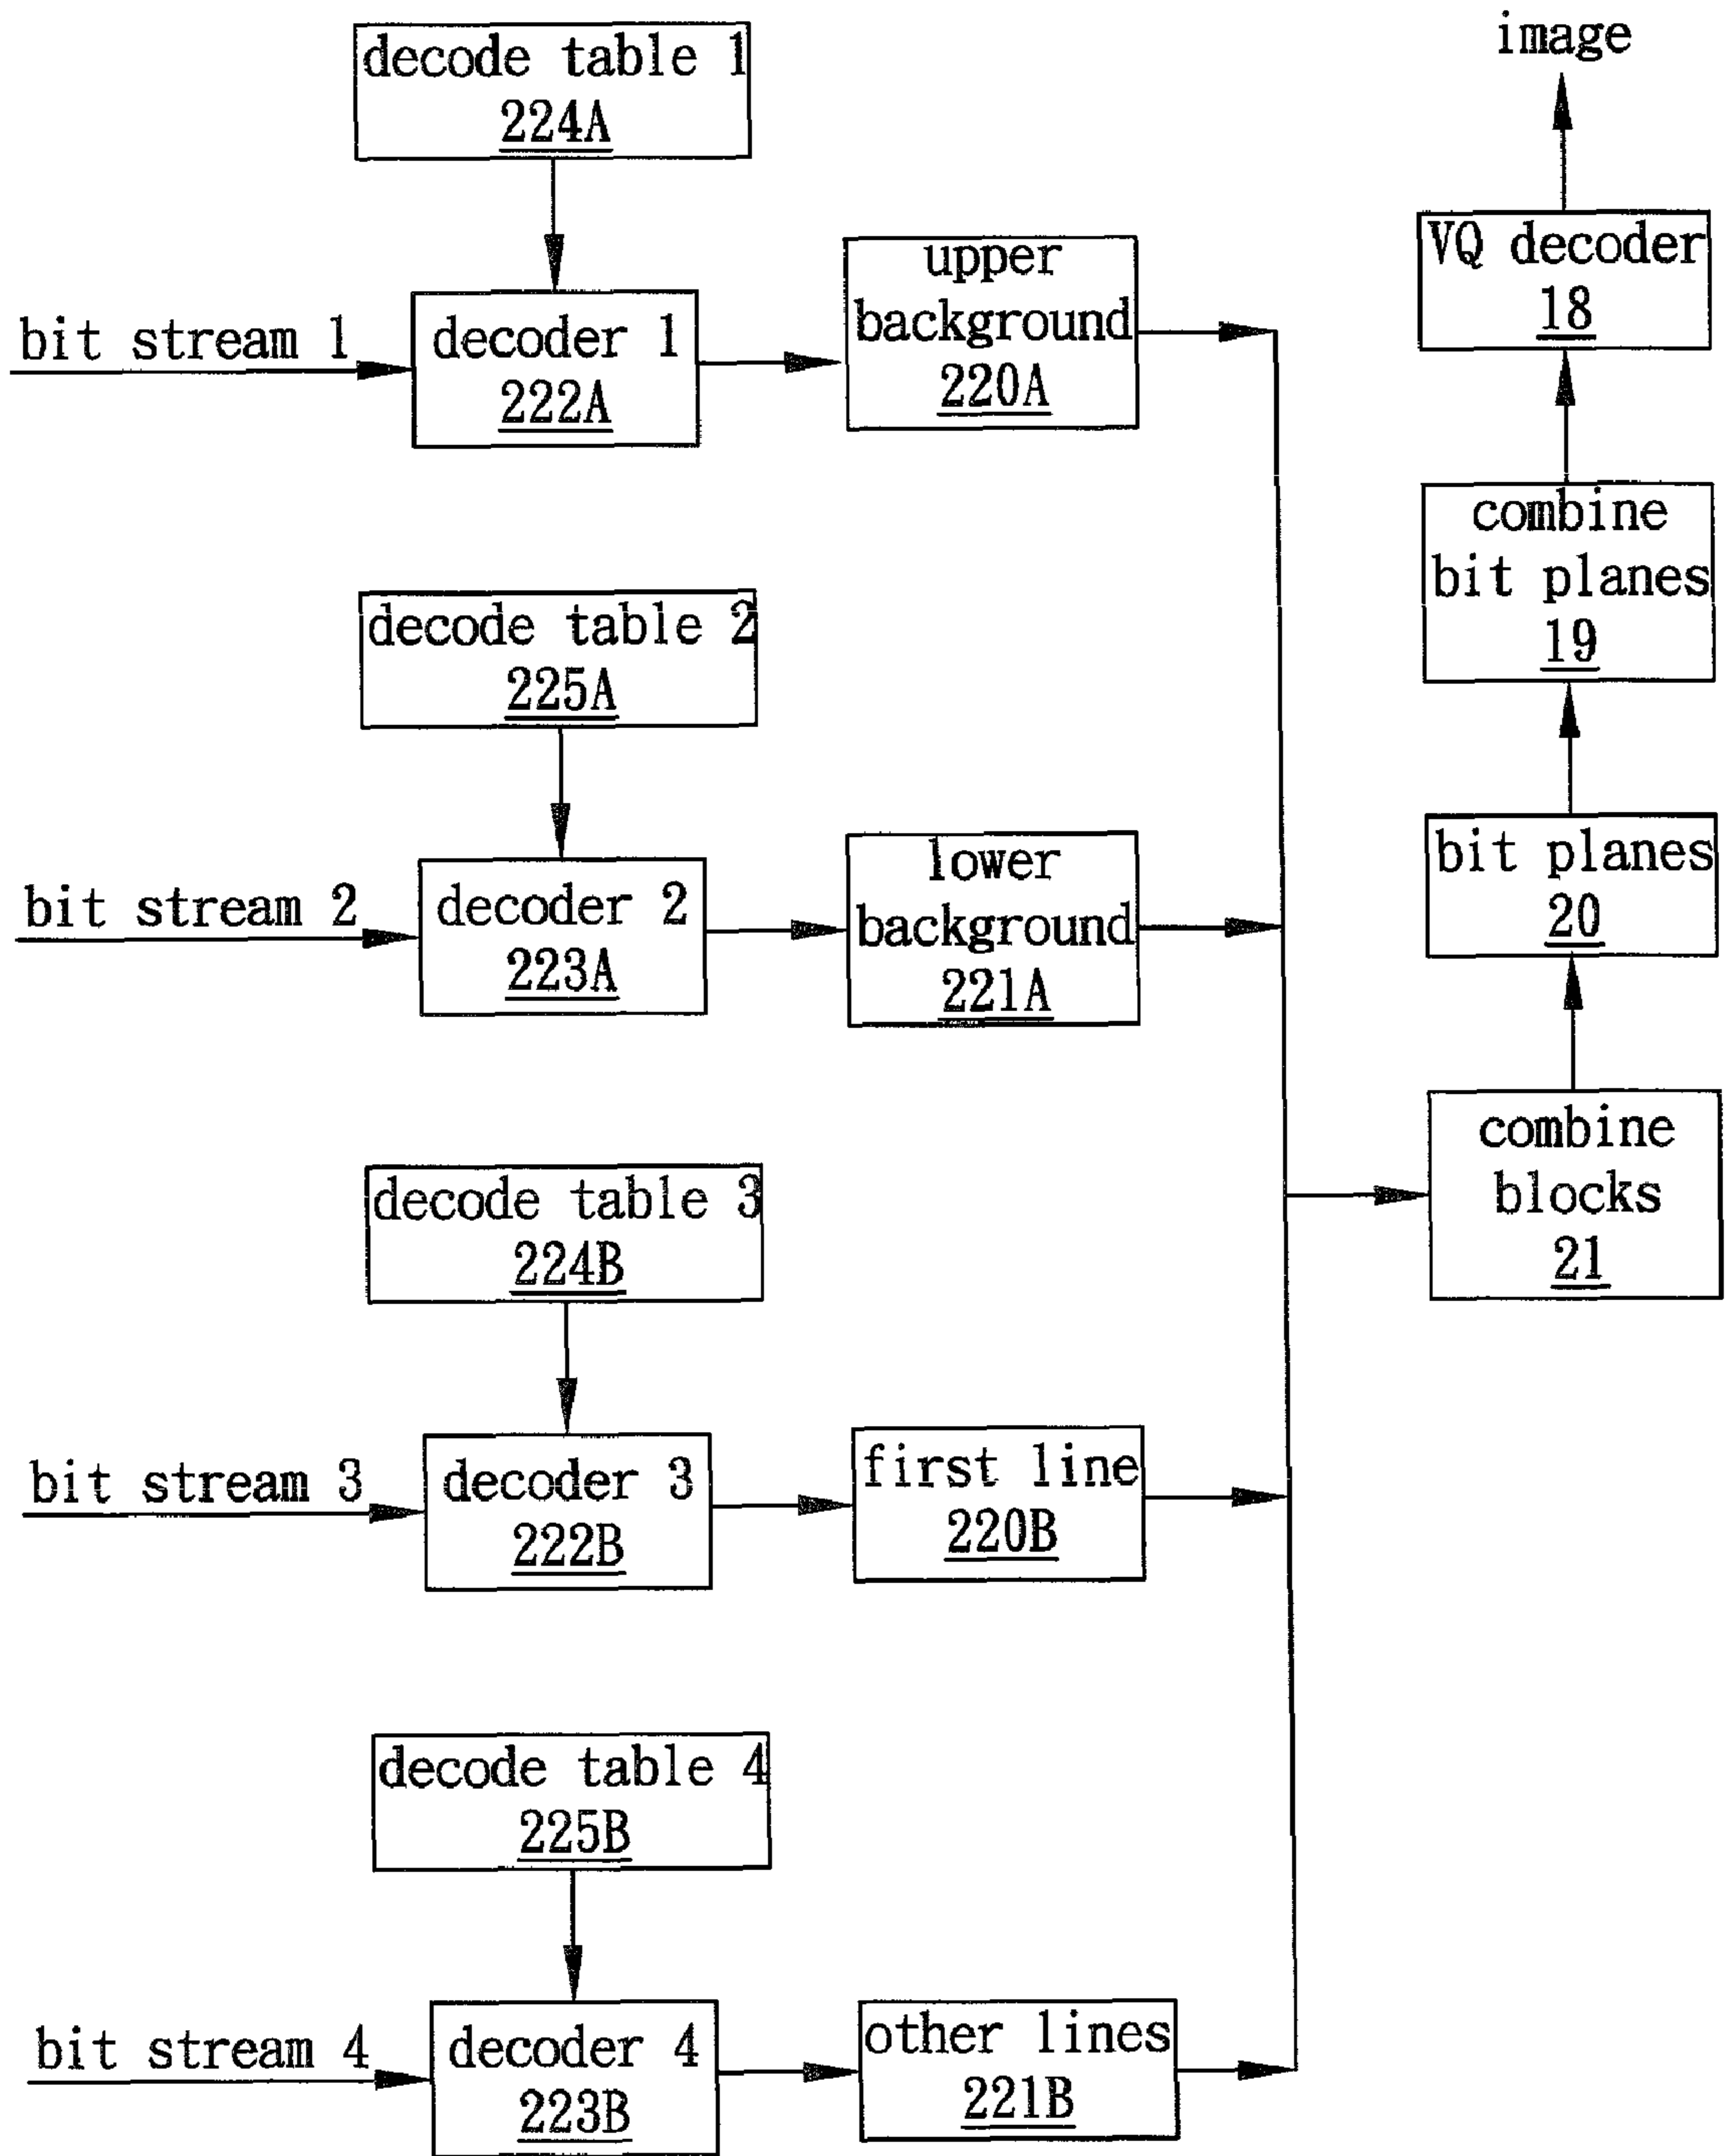 decode table 1
224A
bit stream 1
decoder 1
222A
upper
background
220A
decode table 2
225A
bit stream 2
decoder 2
223A
lower
background
221A
decode table 3
224B
bit stream 3
decoder 3
222B
first line
220B
decode table 4
225B
bit stream 4
decoder 4
223B
other lines
221B
image
VQ decoder
18
combine
bit planes
19
bit planes
20
combine
blocks
21